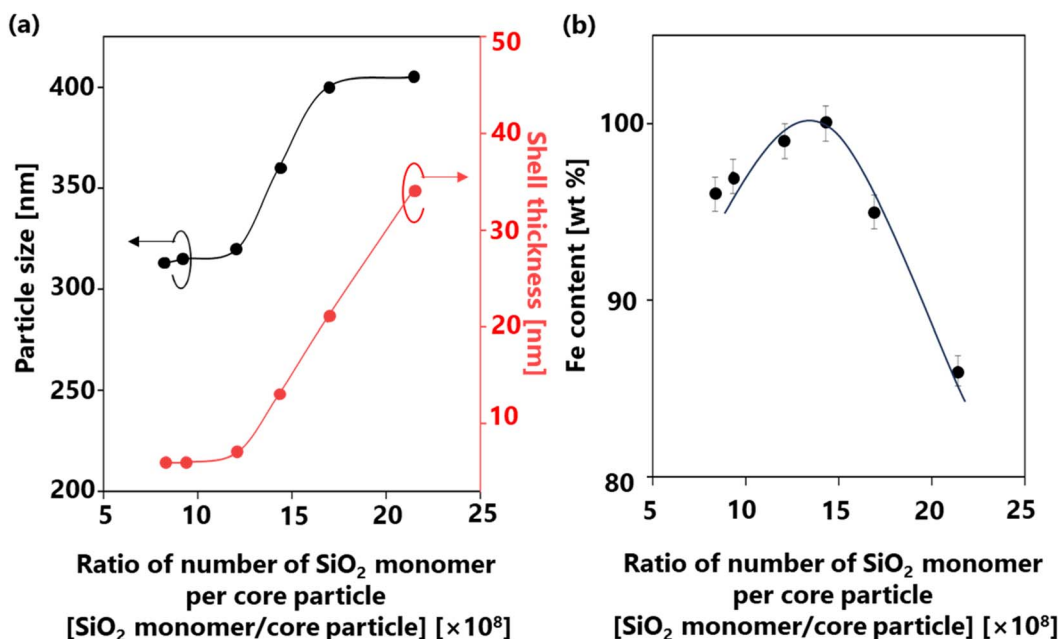 (a)
Particle size [nm]
400
350
300
250
200
50
40
30
20
10
Shell thickness [nm]
5
10
15
20
25
Ratio of number of SiO₂ monomer
per core particle
[SiO₂ monomer/core particle] [×10⁸]
(b)
Fe content [wt %]
100
90
80
5
10
15
20
25
Ratio of number of SiO₂ monomer
per core particle
[SiO₂ monomer/core particle] [×10⁸]